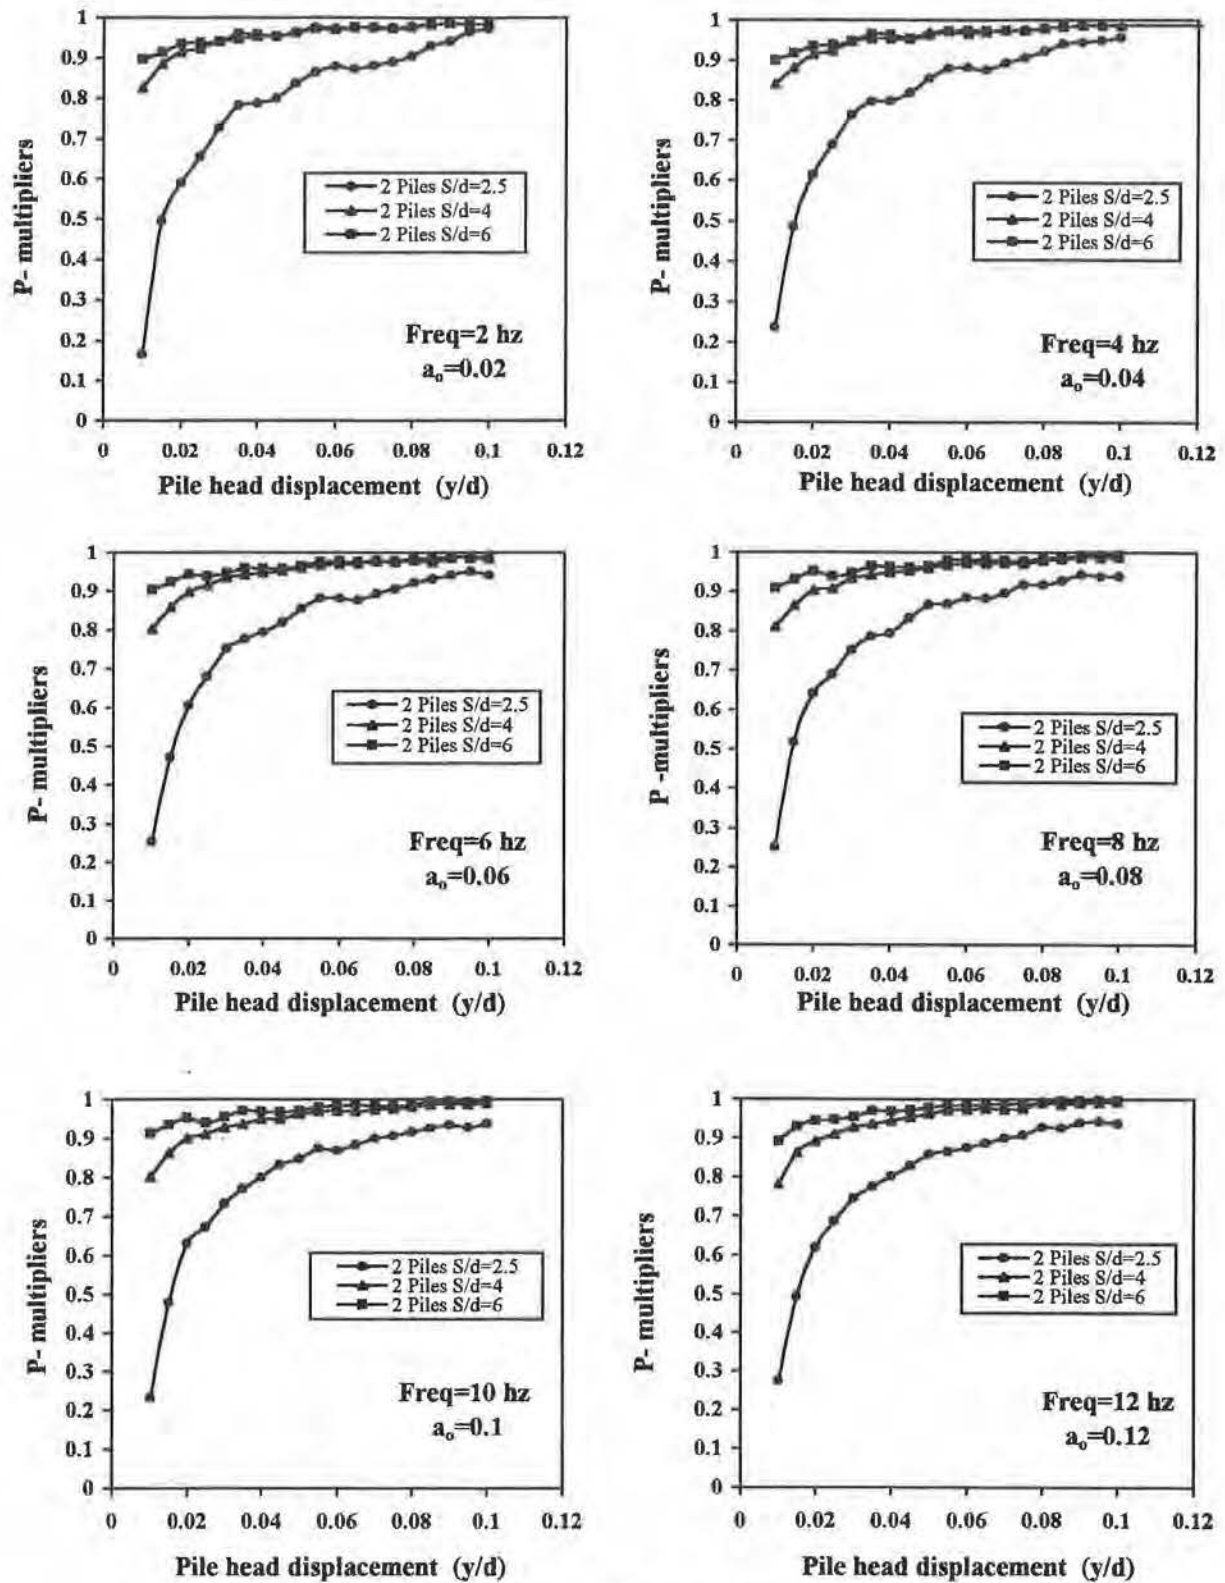 P- multipliers
1
0.9
0.8
0.7
0.6
0.5
0.4
0.3
0.2
0.1
0
2 Piles S/d=2.5
2 Piles S/d=4
2 Piles S/d=6
Freq=2 hz
aₒ=0.02
0 0.02 0.04 0.06 0.08 0.1 0.12
Pile head displacement (y/d)
P- multipliers
1
0.9
0.8
0.7
0.6
0.5
0.4
0.3
0.2
0.1
0
2 Piles S/d=2.5
2 Piles S/d=4
2 Piles S/d=6
Freq=4 hz
aₒ=0.04
0 0.02 0.04 0.06 0.08 0.1 0.12
Pile head displacement (y/d)
P- multipliers
1
0.9
0.8
0.7
0.6
0.5
0.4
0.3
0.2
0.1
0
2 Piles S/d=2.5
2 Piles S/d=4
2 Piles S/d=6
Freq=6 hz
aₒ=0.06
0 0.02 0.04 0.06 0.08 0.1 0.12
Pile head displacement (y/d)
P -multipliers
1
0.9
0.8
0.7
0.6
0.5
0.4
0.3
0.2
0.1
0
2 Piles S/d=2.5
2 Piles S/d=4
2 Piles S/d=6
Freq=8 hz
aₒ=0.08
0 0.02 0.04 0.06 0.08 0.1 0.12
Pile head displacement (y/d)
P- multipliers
1
0.9
0.8
0.7
0.6
0.5
0.4
0.3
0.2
0.1
0
2 Piles S/d=2.5
2 Piles S/d=4
2 Piles S/d=6
Freq=10 hz
aₒ=0.1
0 0.02 0.04 0.06 0.08 0.1 0.12
Pile head displacement (y/d)
P- multipliers
1
0.9
0.8
0.7
0.6
0.5
0.4
0.3
0.2
0.1
0
2 Piles S/d=2.5
2 Piles S/d=4
2 Piles S/d=6
Freq=12 hz
aₒ=0.12
0 0.02 0.04 0.06 0.08 0.1 0.12
Pile head displacement (y/d)